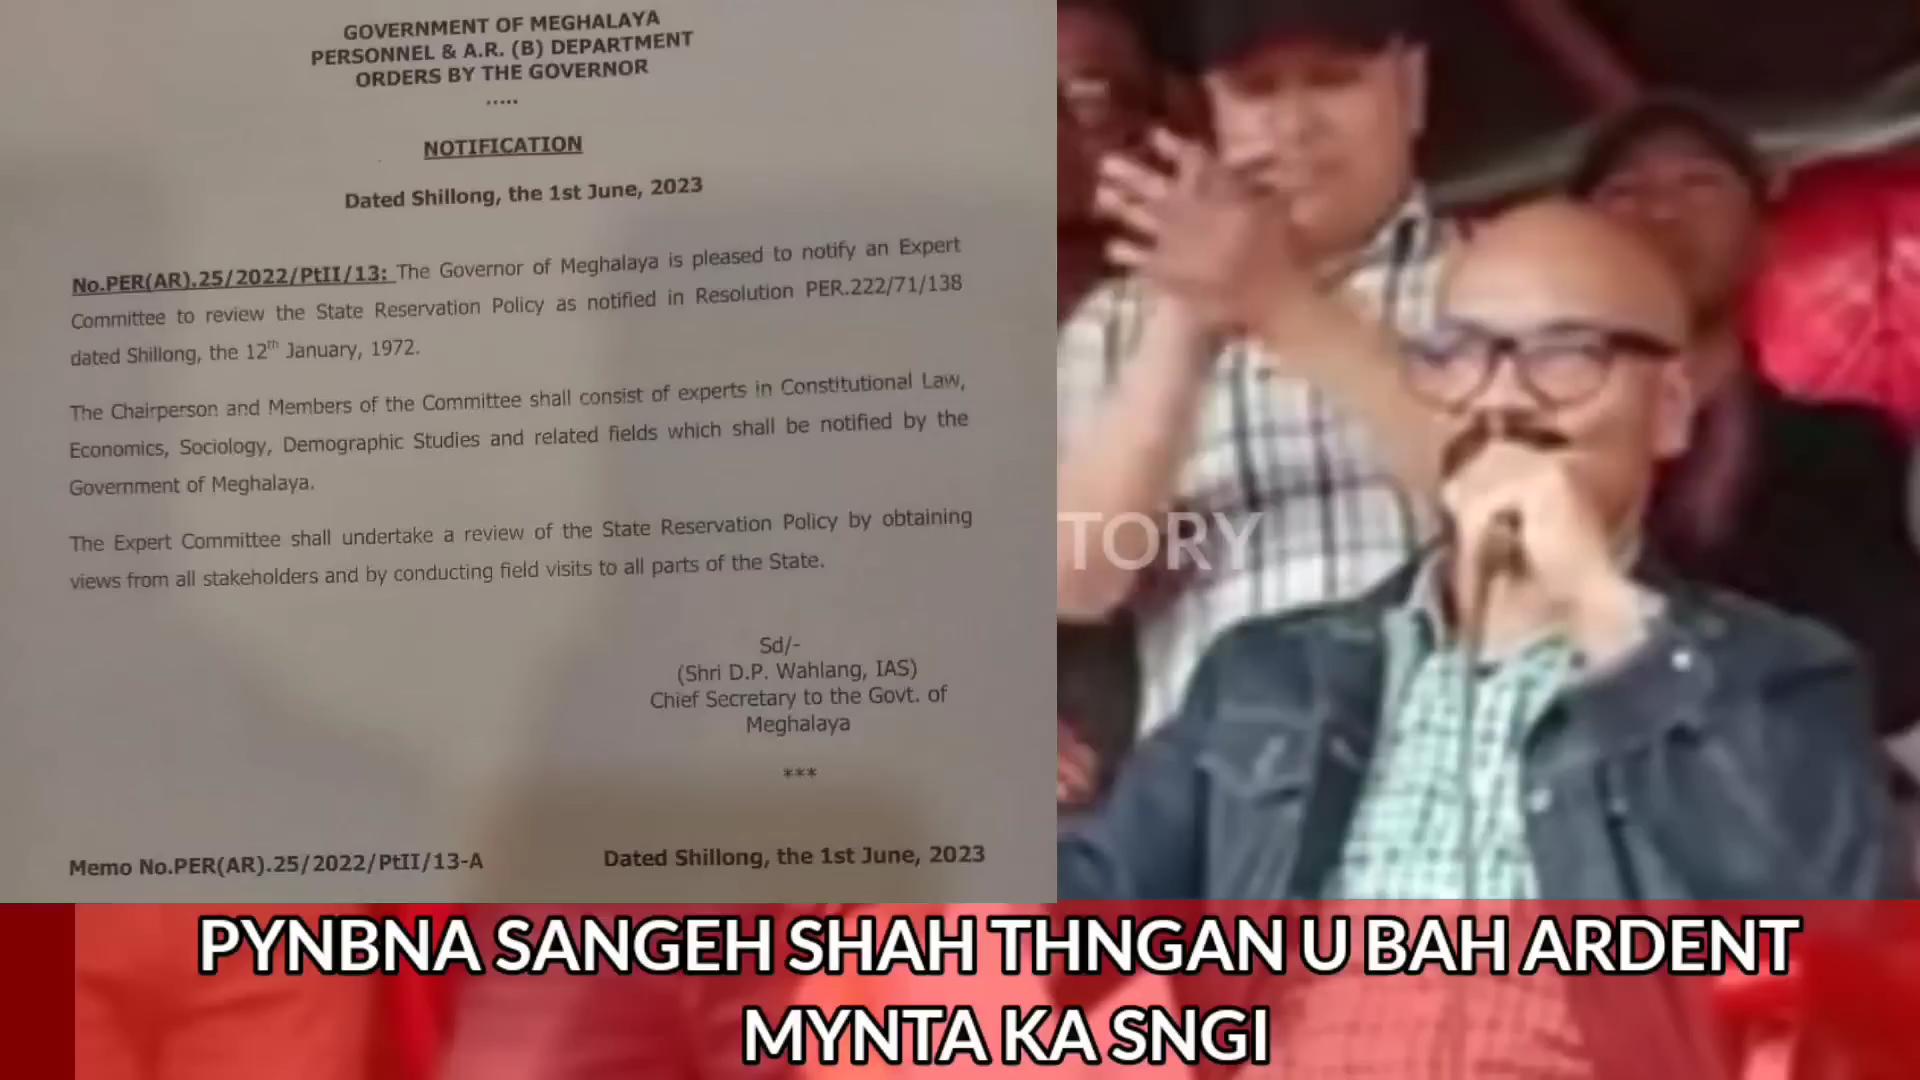 GOVERNMENT OF MEGHALAYA
PERSONNEL & A.R. (B) DEPARTMENT
ORDERS BY THE GOVERNOR
.....
NOTIFICATION
Dated Shillong, the 1st June, 2023
No.PER(AR).25/2022/PtII/13: The Governor of Meghalaya is pleased to notify an Expert
Committee to review the State Reservation Policy as notified in Resolution PER.222/71/138
dated Shillong, the 12th January, 1972.
The Chairperson and Members of the Committee shall consist of experts in Constitutional Law,
Economics, Sociology, Demographic Studies and related fields which shall be notified by the
Government of Meghalaya.
The Expert Committee shall undertake a review of the State Reservation Policy by obtaining
views from all stakeholders and by conducting field visits to all parts of the State.
Sd/-
(Shri D.P. Wahlang, IAS)
Chief Secretary to the Govt. of
Meghalaya
***
Memo No.PER(AR).25/2022/PtII/13-A
Dated Shillong, the 1st June, 2023
TORY
PYNBNA SANGEH SHAH THNGAN U BAH ARDENT
MYNTA KA SNGI